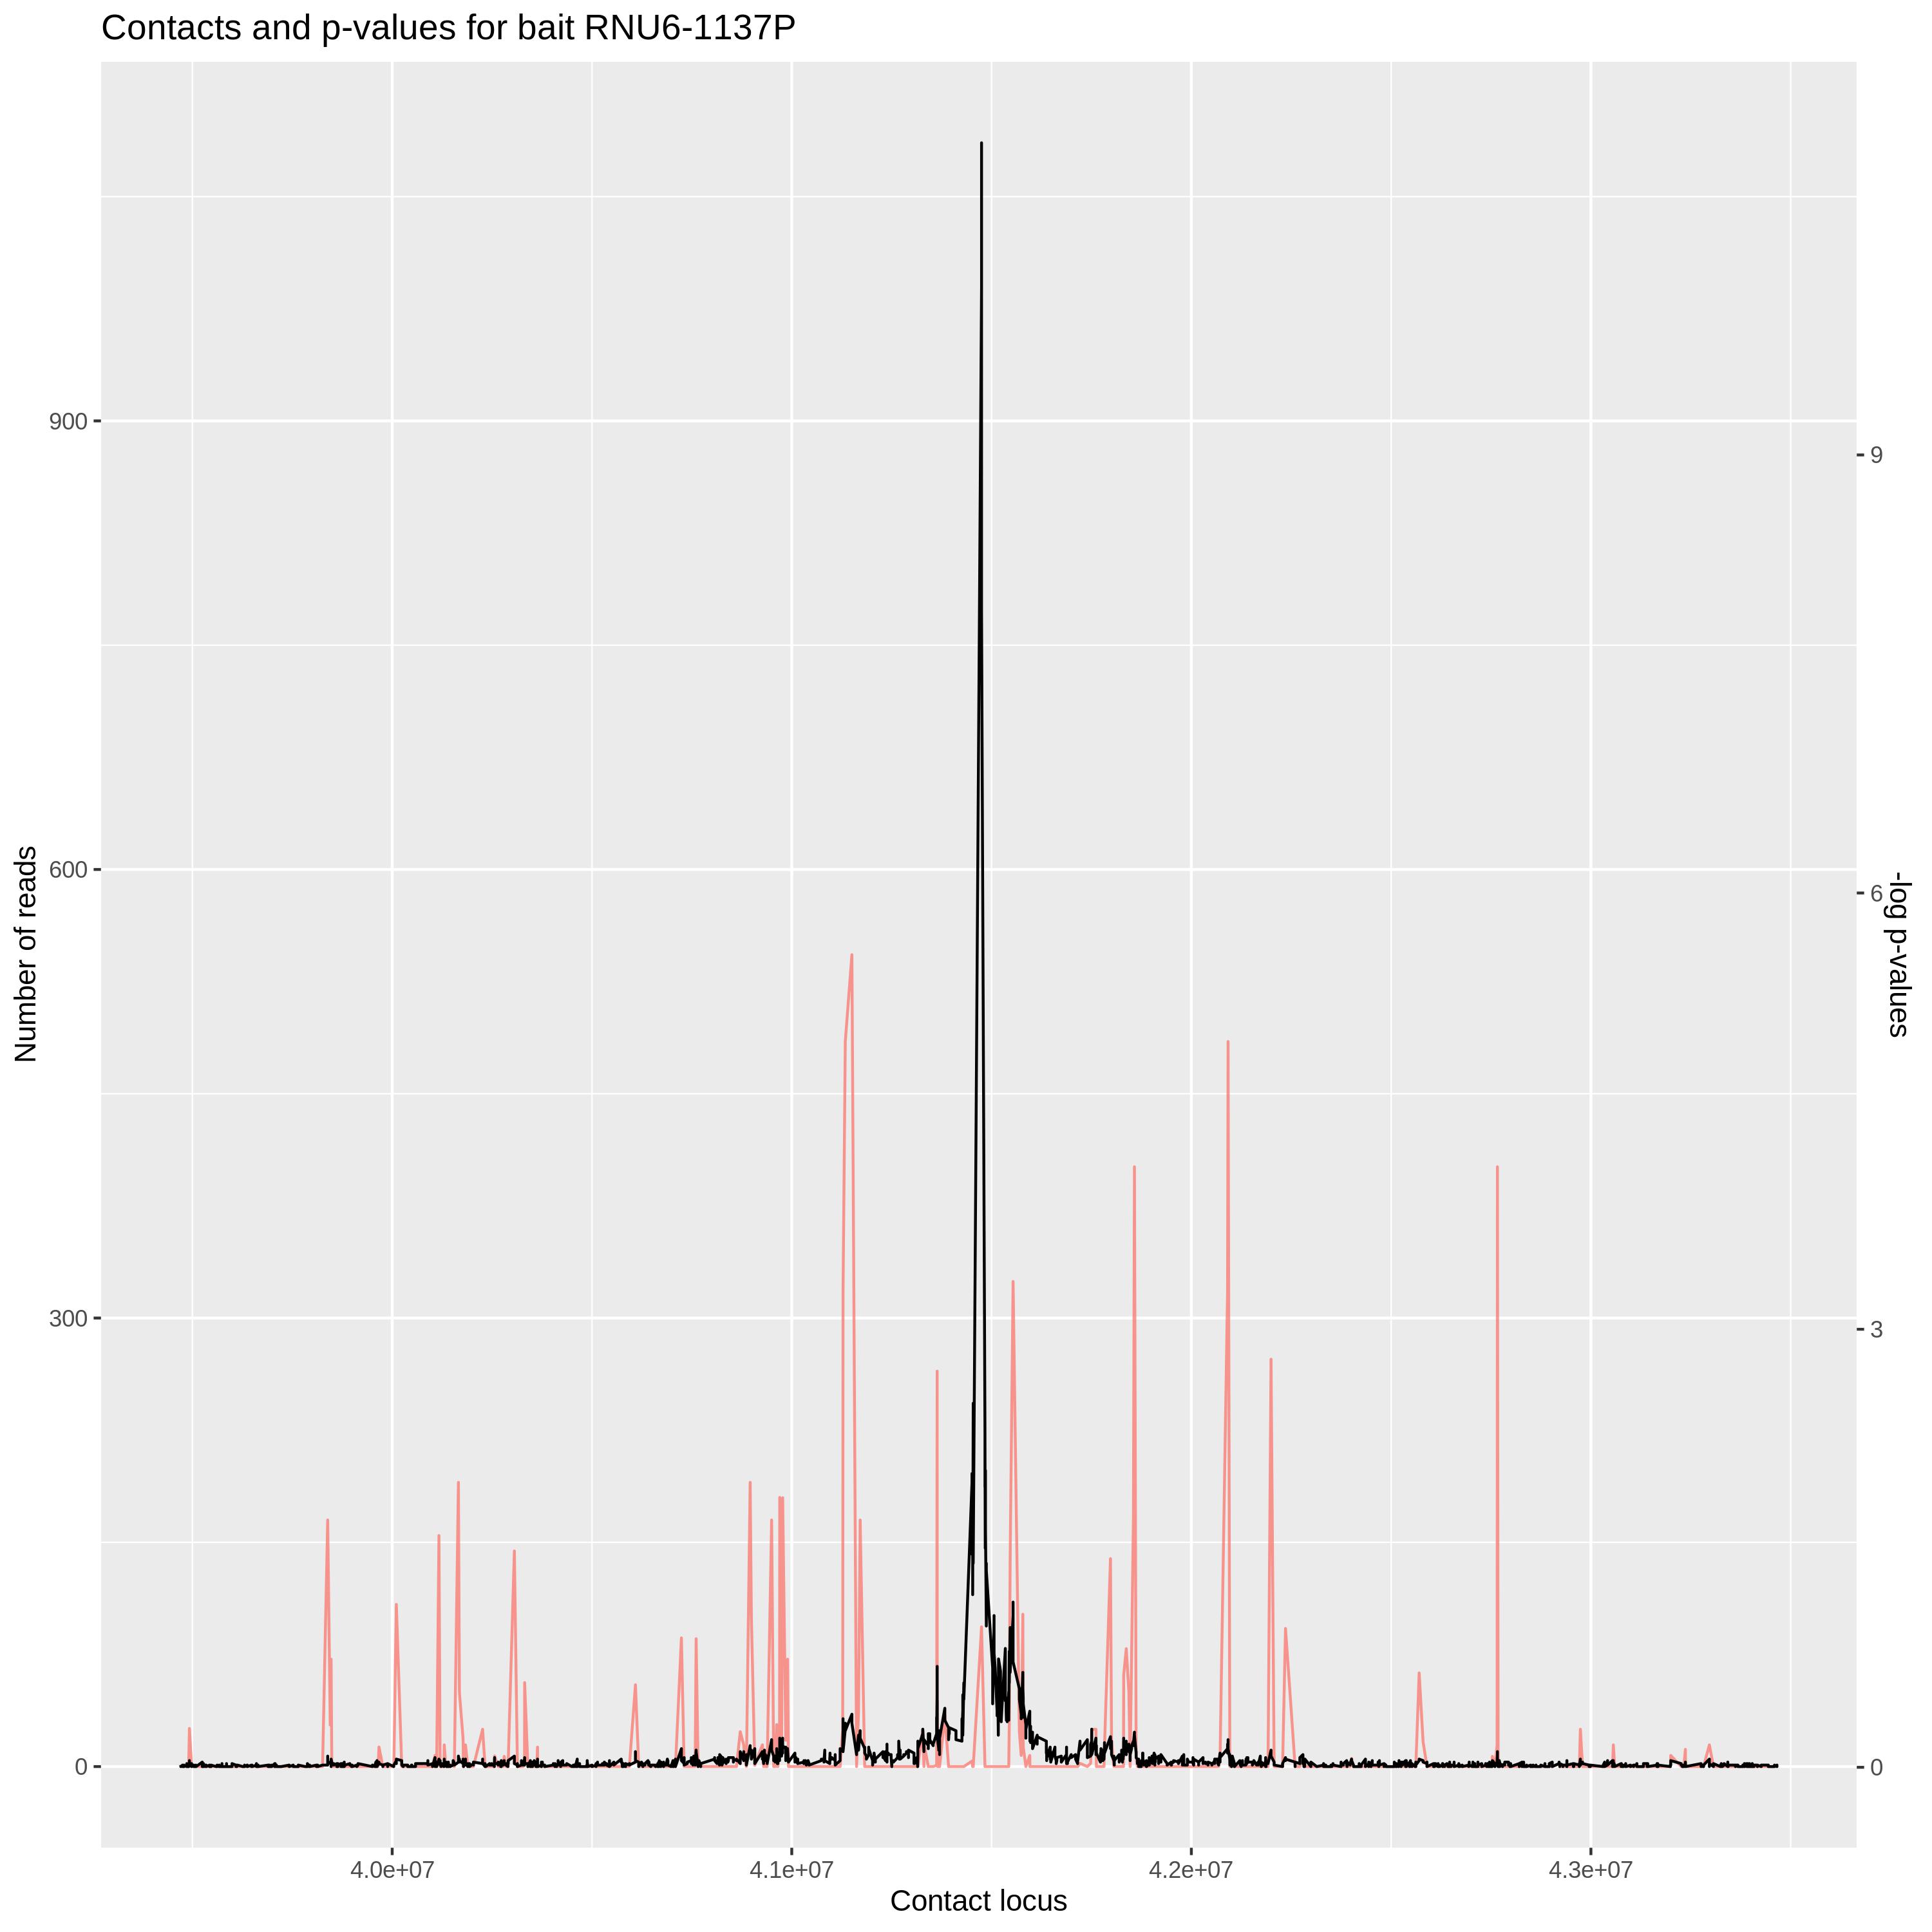 Contacts and p-values for bait RNU6-1137P
900
600
300
0
9
6
3
0
Number of reads
-log p-values
4.0e+07
4.1e+07
4.2e+07
4.3e+07
Contact locus